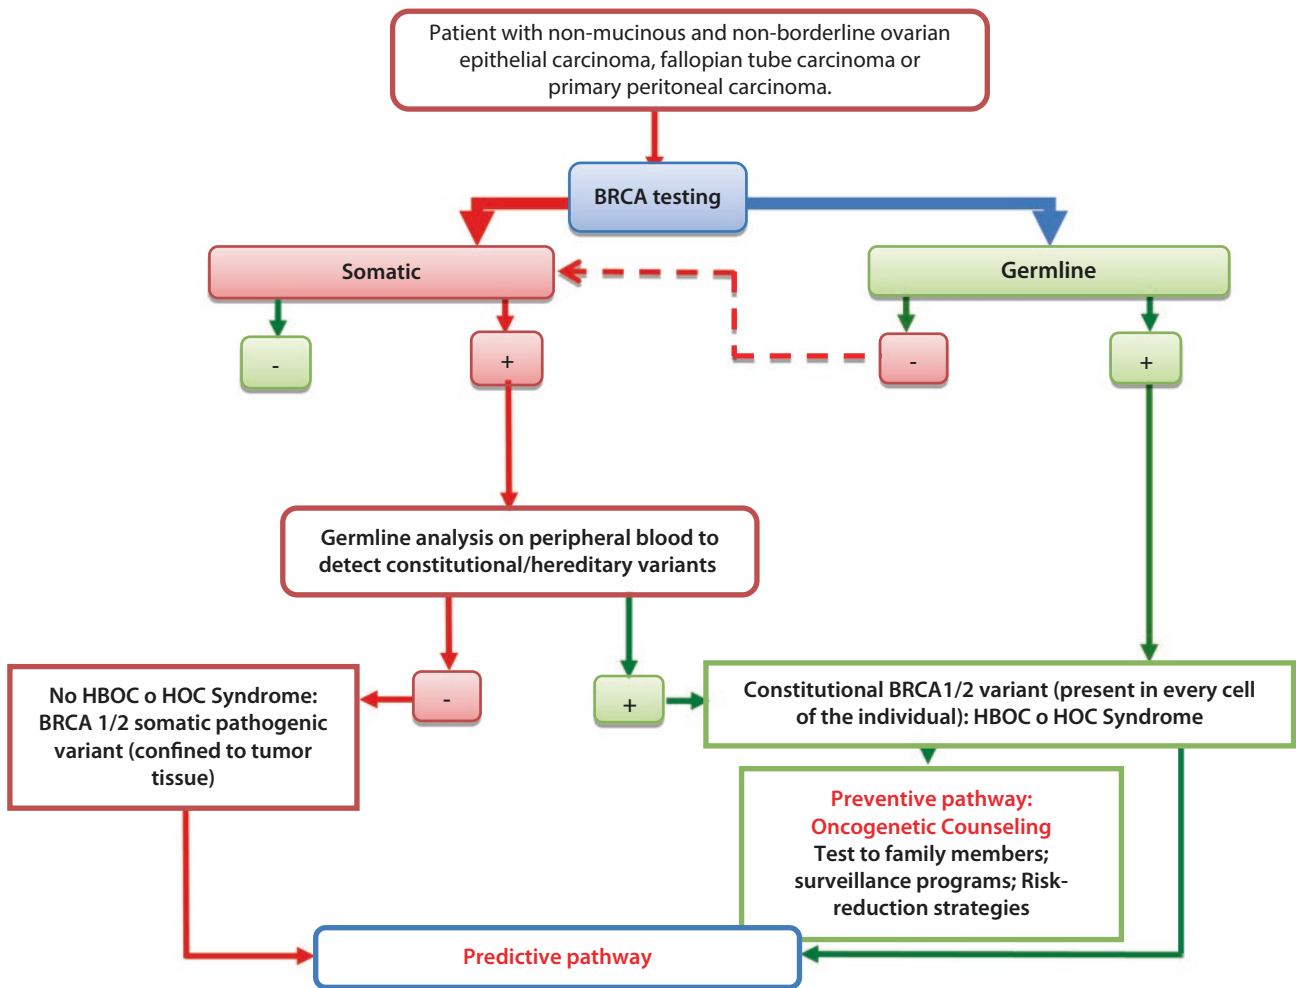 Patient with non-mucinous and non-borderline ovarian
epithelial carcinoma, fallopian tube carcinoma or
primary peritoneal carcinoma.
BRCA testing
Somatic
Germline
-
+
-
+
Germline analysis on peripheral blood to
detect constitutional/hereditary variants
No HBOC o HOC Syndrome:
BRCA 1/2 somatic pathogenic
variant (confined to tumor
tissue)
-
+
Constitutional BRCA1/2 variant (present in every cell
of the individual): HBOC o HOC Syndrome
Preventive pathway:
Oncogenetic Counseling
Test to family members;
surveillance programs; Risk-
reduction strategies
Predictive pathway